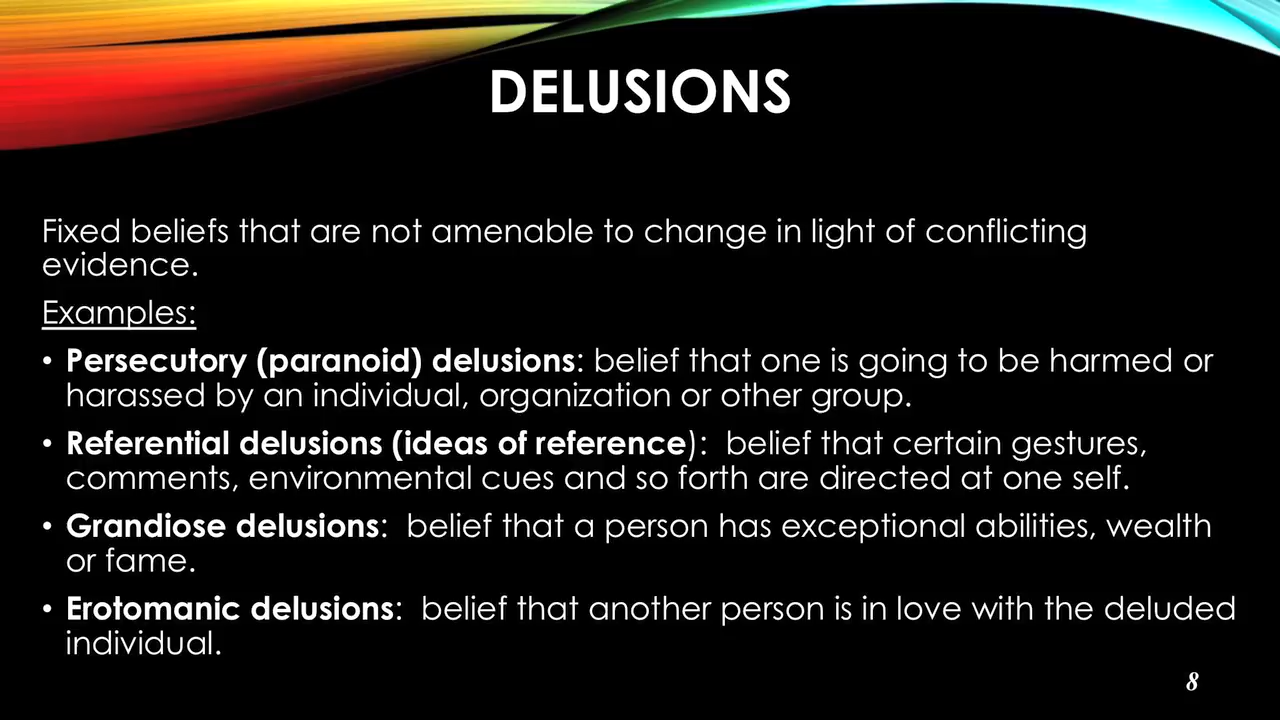 DELUSIONS
Fixed beliefs that are not amenable to change in light of conflicting
evidence.
Examples:
• Persecutory (paranoid) delusions: belief that one is going to be harmed or
harassed by an individual, organization or other group.
• Referential delusions (ideas of reference):  belief that certain gestures,
comments, environmental cues and so forth are directed at one self.
• Grandiose delusions:  belief that a person has exceptional abilities, wealth
or fame.
• Erotomanic delusions:  belief that another person is in love with the deluded
individual.
8